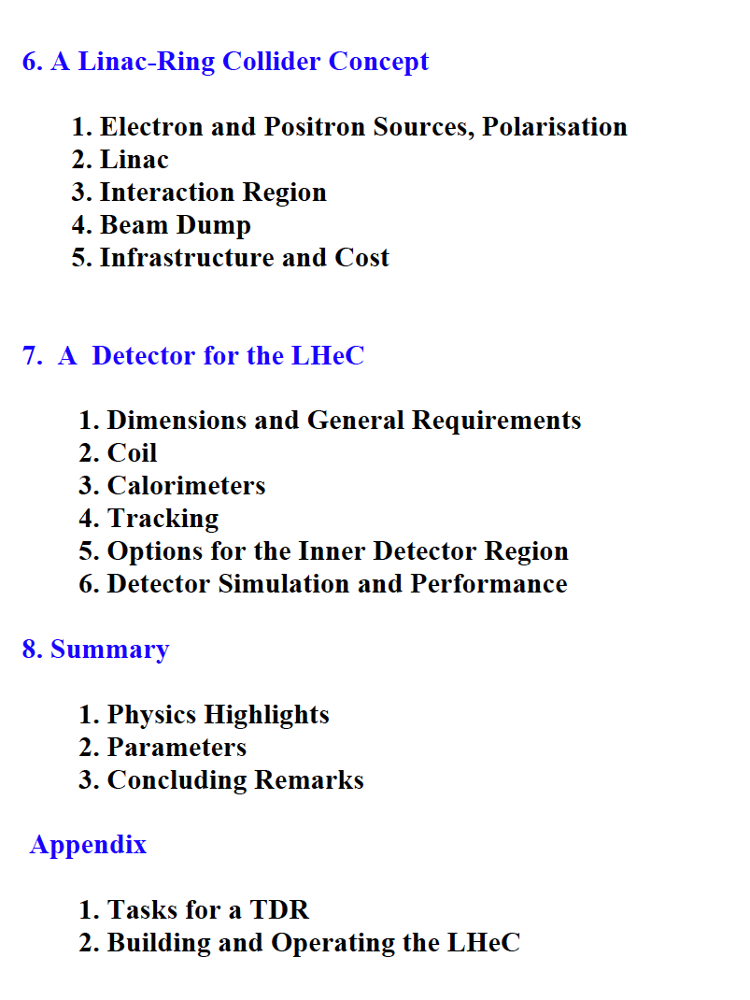 6. A Linac-Ring Collider Concept
1. Electron and Positron Sources, Polarisation
2. Linac
3. Interaction Region
4. Beam Dump
5. Infrastructure and Cost
7. A Detector for the LHeC
1. Dimensions and General Requirements
2. Coil
3. Calorimeters
4. Tracking
5. Options for the Inner Detector Region
6. Detector Simulation and Performance
8. Summary
1. Physics Highlights
2. Parameters
3. Concluding Remarks
Appendix
1. Tasks for a TDR
2. Building and Operating the LHeC